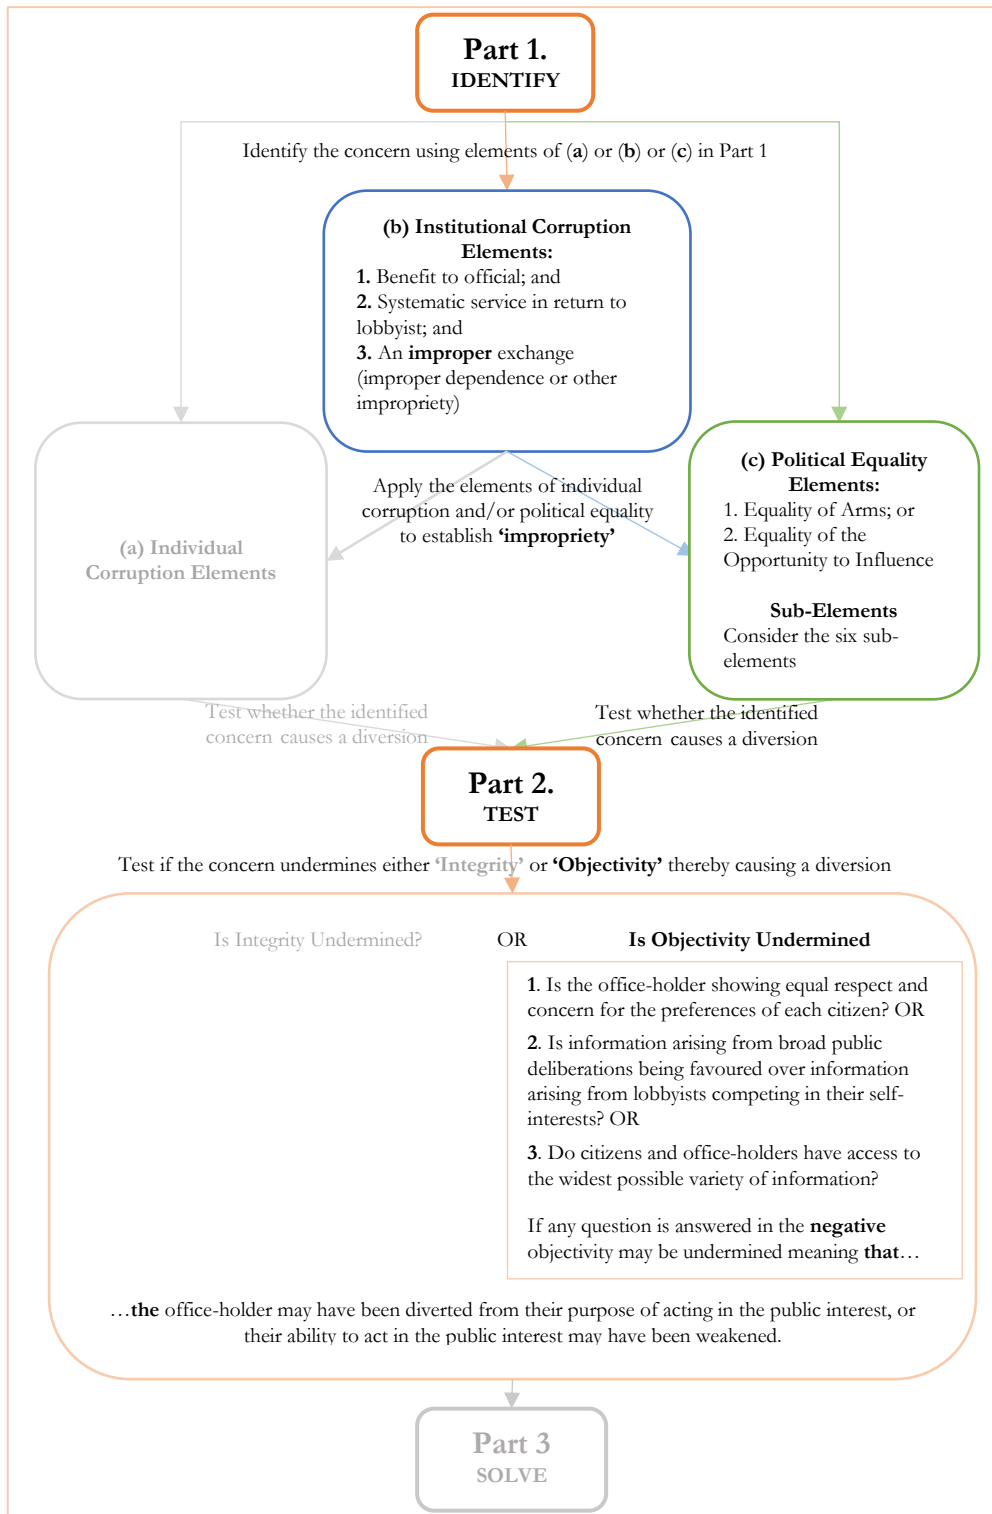 Part 1.
IDENTIFY
Identify the concern using elements of (a) or (b) or (c) in Part 1
(b) Institutional Corruption
Elements:
1. Benefit to official; and
2. Systematic service in return to
lobbyist; and
3. An improper exchange
(improper dependence or other
impropriety)
Apply the elements of individual
corruption and/or political equality
to establish ‘impropriety’
(a) Individual
Corruption Elements
(c) Political Equality
Elements:
1. Equality of Arms; or
2. Equality of the
Opportunity to Influence
Sub-Elements
Consider the six sub-
elements
Test whether the identified
concern causes a diversion
Test whether the identified
concern causes a diversion
Part 2.
TEST
Test if the concern undermines either ‘Integrity’ or ‘Objectivity’ thereby causing a diversion
Is Integrity Undermined? OR Is Objectivity Undermined
1. Is the office-holder showing equal respect and
concern for the preferences of each citizen? OR
2. Is information arising from broad public
deliberations being favoured over information
arising from lobbyists competing in their self-
interests? OR
3. Do citizens and office-holders have access to
the widest possible variety of information?
If any question is answered in the negative
objectivity may be undermined meaning that…
…the office-holder may have been diverted from their purpose of acting in the public interest, or
their ability to act in the public interest may have been weakened.
Part 3
SOLVE